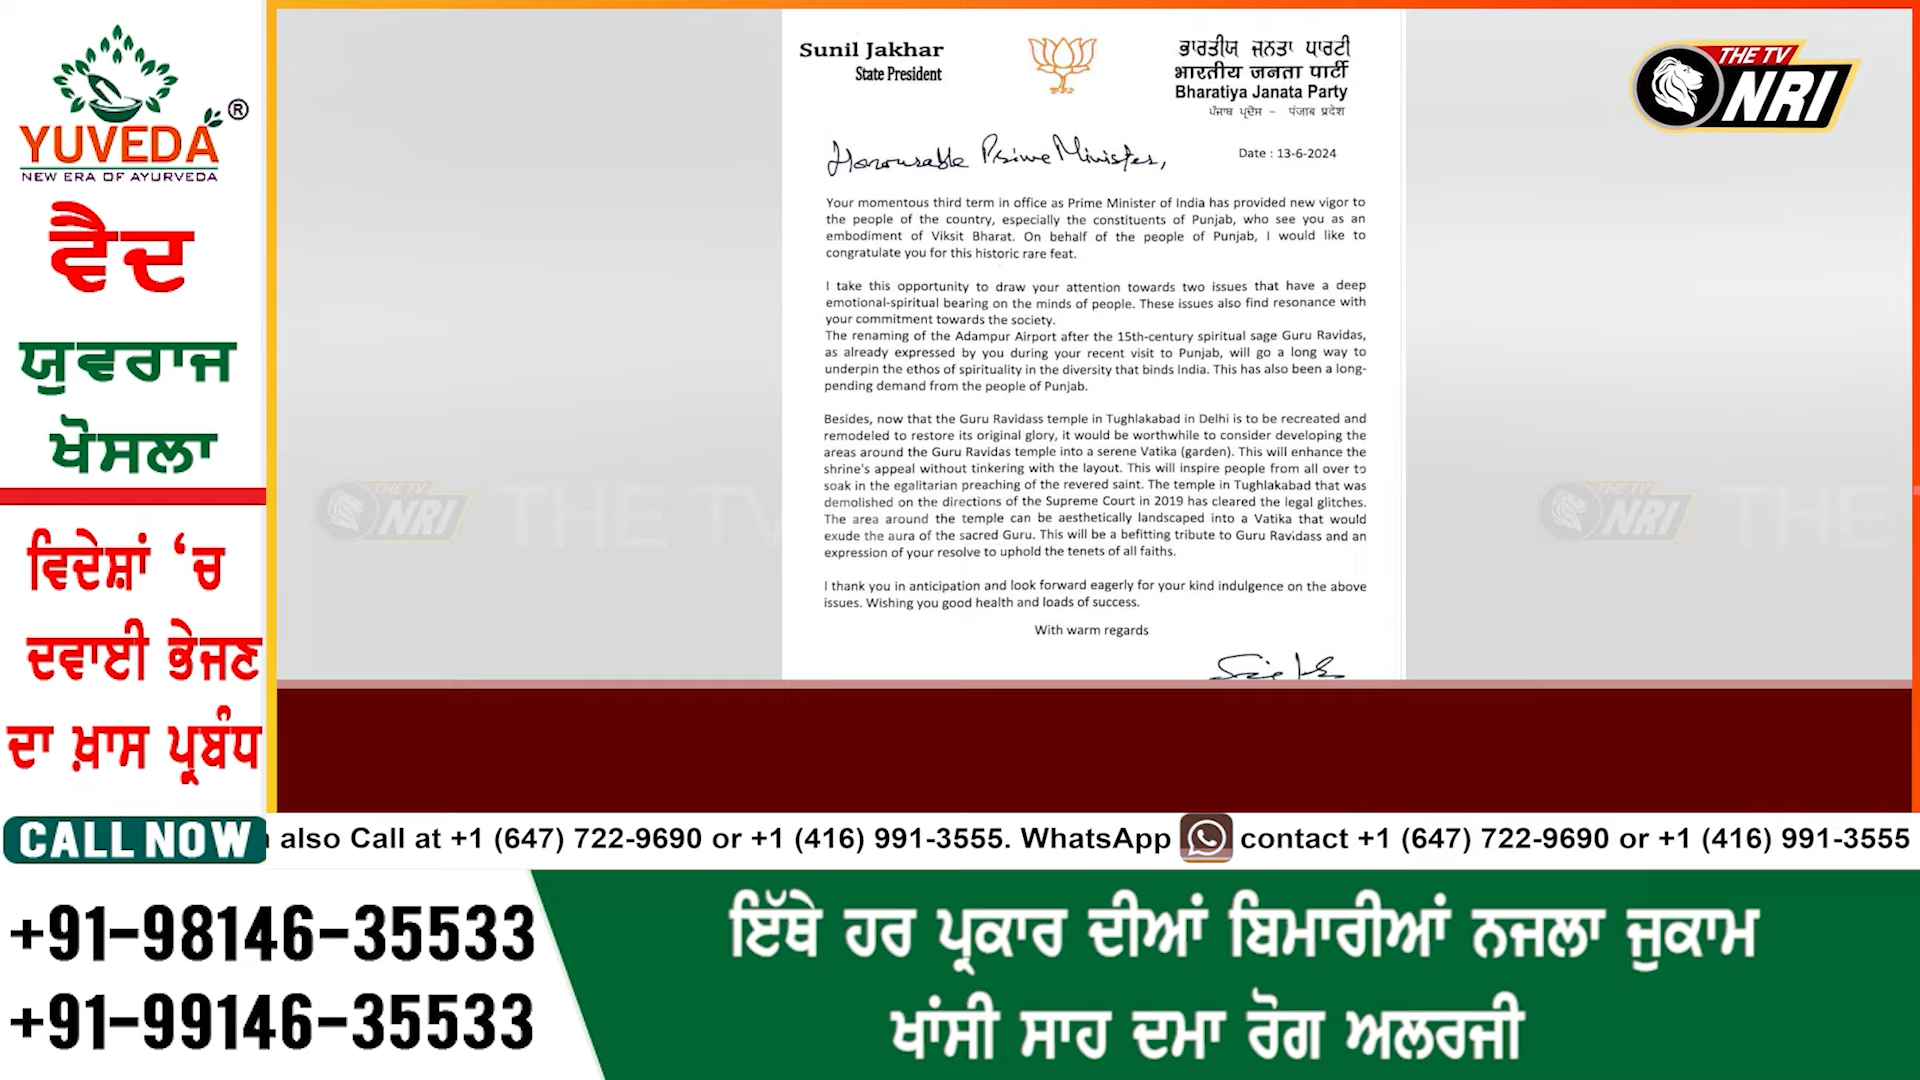 YUVEDA®
NEW ERA OF AYURVEDA
ਵੈਦ
ਯੁਵਰਾਜ
ਖੋਸਲਾ
ਵਿਦੇਸ਼ਾਂ ‘ਚ
ਦਵਾਈ ਭੇਜਣ
ਦਾ ਖ਼ਾਸ ਪ੍ਰਬੰਧ
Sunil Jakhar
State President
ਭਾਰਤੀਯ ਜਨਤਾ ਪਾਰਟੀ
भारतीय जनता पार्टी
Bharatiya Janata Party
ਪੰਜਾਬ ਪ੍ਰਦੇਸ – पंजाब प्रदेश
THE TV
NRI
Honourable Prime Minister,
Date : 13-6-2024
Your momentous third term in office as Prime Minister of India has provided new vigor to
the people of the country, especially the constituents of Punjab, who see you as an
embodiment of Viksit Bharat. On behalf of the people of Punjab, I would like to
congratulate you for this historic rare feat.
I take this opportunity to draw your attention towards two issues that have a deep
emotional-spiritual bearing on the minds of people. These issues also find resonance with
your commitment towards the society.
The renaming of the Adampur Airport after the 15th-century spiritual sage Guru Ravidas,
as already expressed by you during your recent visit to Punjab, will go a long way to
underpin the ethos of spirituality in the diversity that binds India. This has also been a long-
pending demand from the people of Punjab.
Besides, now that the Guru Ravidass temple in Tughlakabad in Delhi is to be recreated and
remodeled to restore its original glory, it would be worthwhile to consider developing the
areas around the Guru Ravidas temple into a serene Vatika (garden). This will enhance the
shrine's appeal without tinkering with the layout. This will inspire people from all over to
soak in the egalitarian preaching of the revered saint. The temple in Tughlakabad that was
demolished on the directions of the Supreme Court in 2019 has cleared the legal glitches.
The area around the temple can be aesthetically landscaped into a Vatika that would
exude the aura of the sacred Guru. This will be a befitting tribute to Guru Ravidass and an
expression of your resolve to uphold the tenets of all faiths.
I thank you in anticipation and look forward eagerly for your kind indulgence on the above
issues. Wishing you good health and loads of success.
With warm regards
THE TV NRI THE TV
THE TV NRI THE
CALL NOW
also Call at +1 (647) 722-9690 or +1 (416) 991-3555. WhatsApp contact +1 (647) 722-9690 or +1 (416) 991-3555
+91-98146-35533
+91-99146-35533
ਇੱਥੇ ਹਰ ਪ੍ਰਕਾਰ ਦੀਆਂ ਬਿਮਾਰੀਆਂ ਨਜਲਾ ਜੁਕਾਮ
ਖਾਂਸੀ ਸਾਹ ਦਮਾ ਰੋਗ ਅਲਰਜੀ